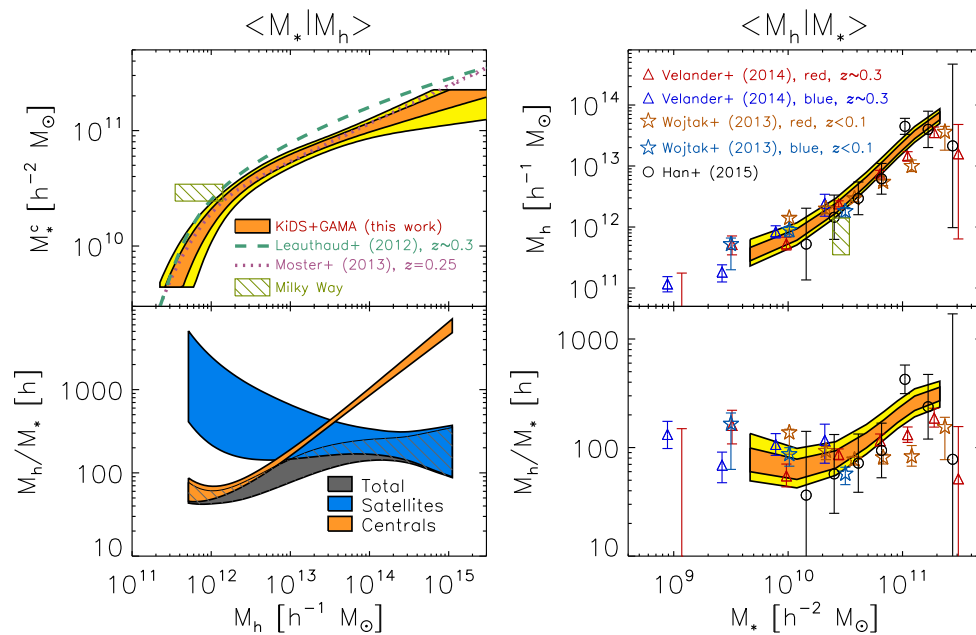 <M*|Mh>
<Mh|M*>
M*c [h-2 M⊙]
10^11
10^10
KiDS+GAMA (this work)
Leauthaud+ (2012), z~0.3
Moster+ (2013), z=0.25
Milky Way
Mh [h-1 M⊙]
10^14
10^13
10^12
10^11
Velander+ (2014), red, z~0.3
Velander+ (2014), blue, z~0.3
Wojtak+ (2013), red, z<0.1
Wojtak+ (2013), blue, z<0.1
Han+ (2015)
Mh/M* [h]
1000
100
10
Total
Satellites
Centrals
10^11 10^12 10^13 10^14 10^15
Mh [h-1 M⊙]
Mh/M* [h]
1000
100
10
10^9 10^10 10^11
M* [h-2 M⊙]